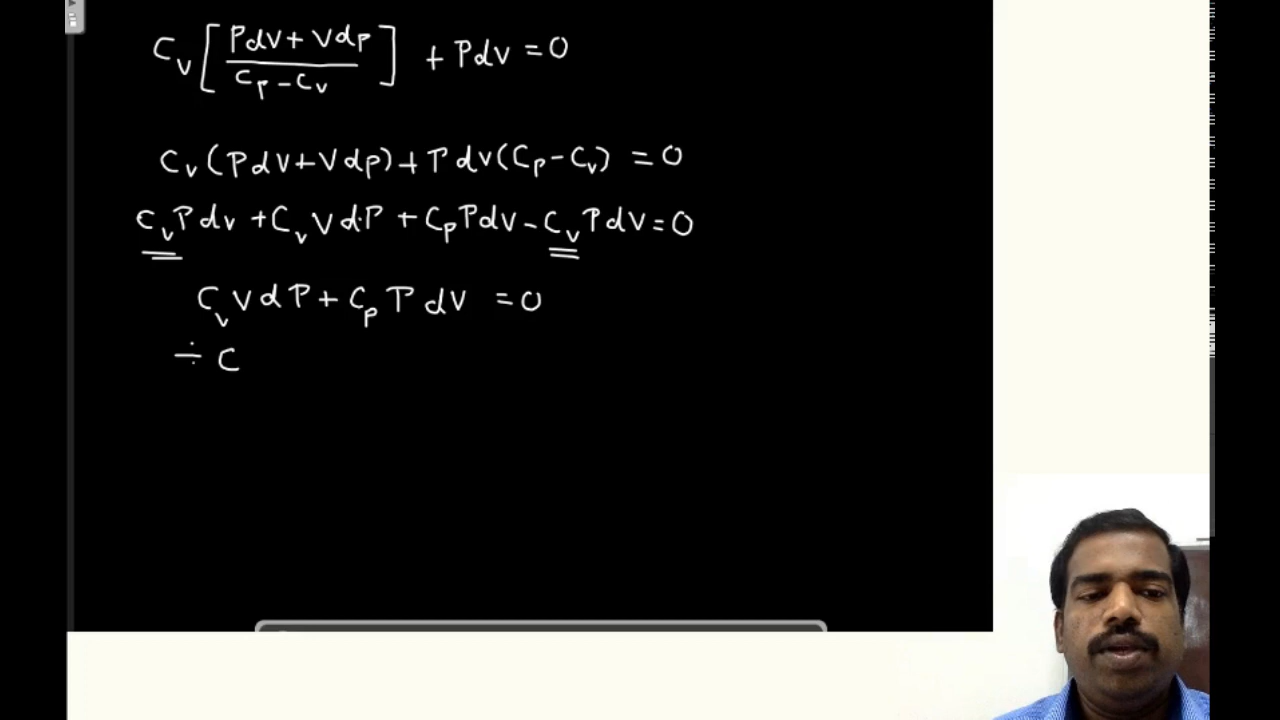 Cv [ PdV + Vdp / Cp - Cv ] + Pdv = 0
Cv (PdV + Vdp) + Pdv (Cp - Cv) = 0
CvPdv + CvVdP + CpPdV - CvPdV = 0
CvVdP + CpPdV = 0
÷ C